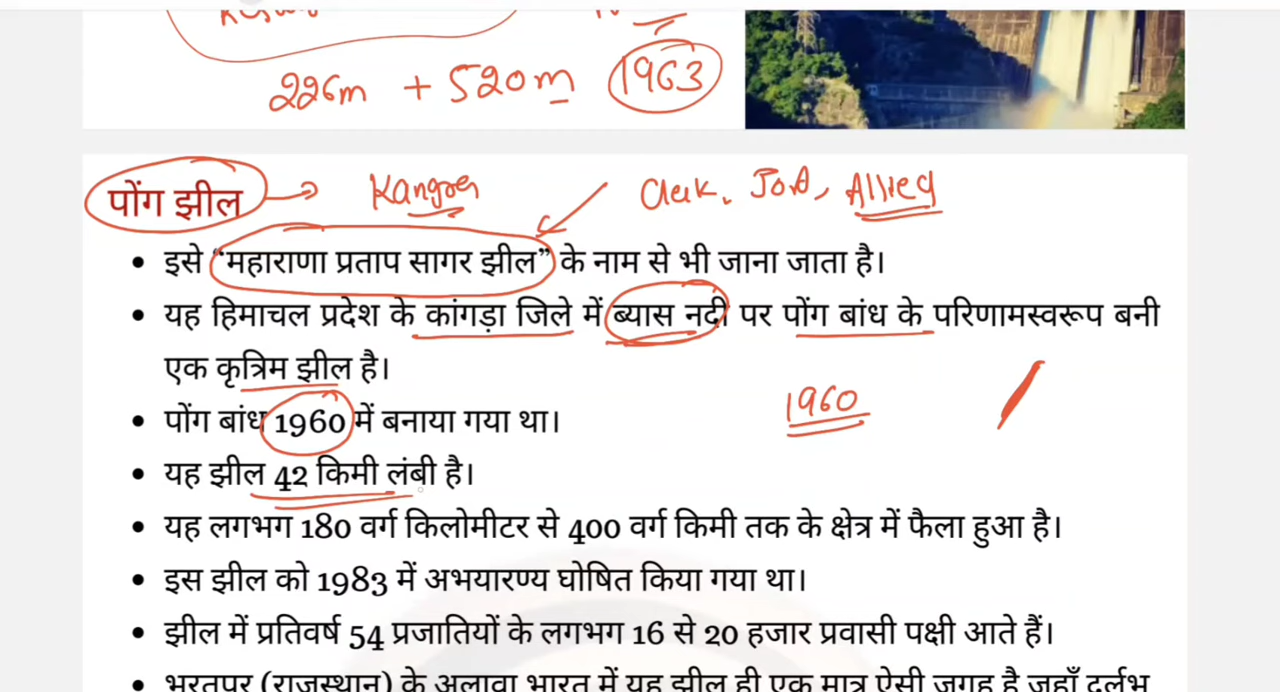 226m + 520m 1963
पोंग झील Kangra Clerk, JOA, Allied
• इसे “महाराणा प्रताप सागर झील” के नाम से भी जाना जाता है।
• यह हिमाचल प्रदेश के कांगड़ा जिले में ब्यास नदी पर पोंग बांध के परिणामस्वरूप बनी
एक कृत्रिम झील है।
1960
• पोंग बांध 1960 में बनाया गया था।
• यह झील 42 किमी लंबी है।
• यह लगभग 180 वर्ग किलोमीटर से 400 वर्ग किमी तक के क्षेत्र में फैला हुआ है।
• इस झील को 1983 में अभयारण्य घोषित किया गया था।
• झील में प्रतिवर्ष 54 प्रजातियों के लगभग 16 से 20 हजार प्रवासी पक्षी आते हैं।
• भरतपुर (राजस्थान) के अलावा भारत में यह झील ही एक मात्र ऐसी जगह है जहाँ दुर्लभ